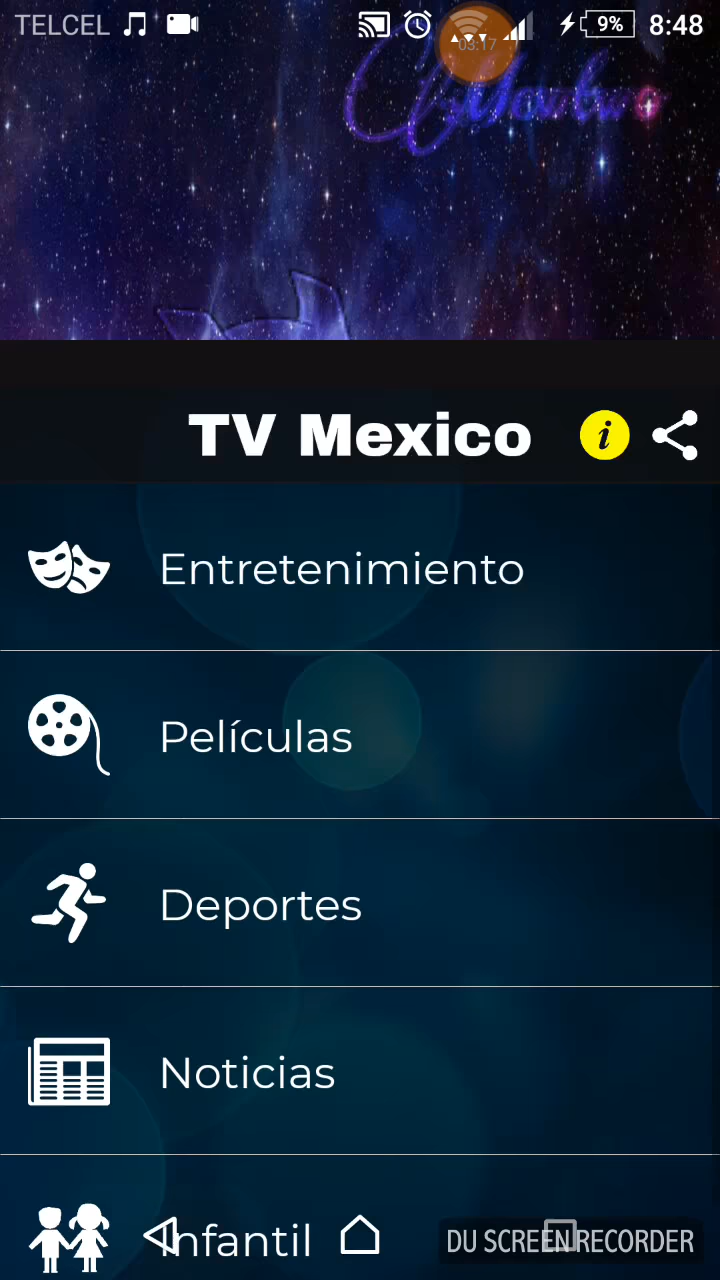 TELCEL 9% 8:48
03:17
TV Mexico
Entretenimiento
Películas
Deportes
Noticias
Infantil
DU SCREEN RECORDER